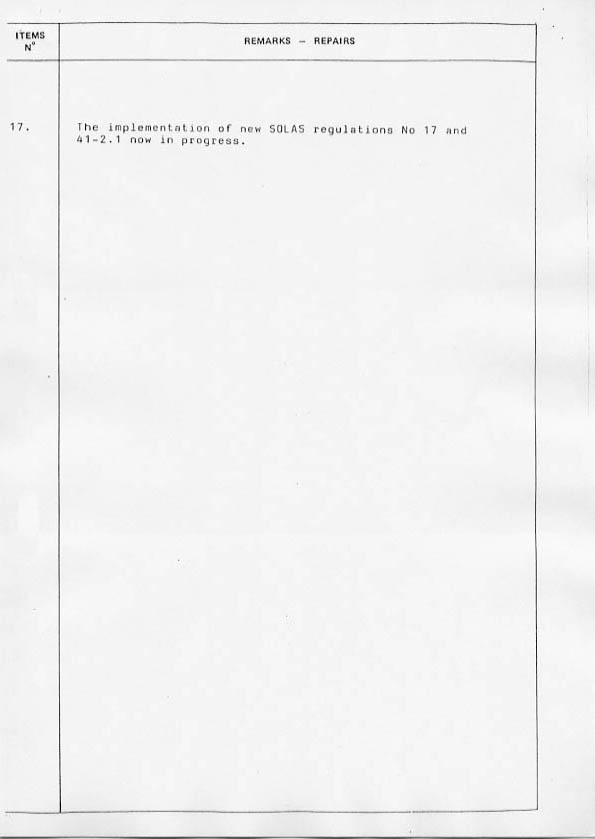 ITEMS
N°
REMARKS – REPAIRS
17.
The implementation of new SOLAS regulations No 17 and
41-2.1 now in progress.